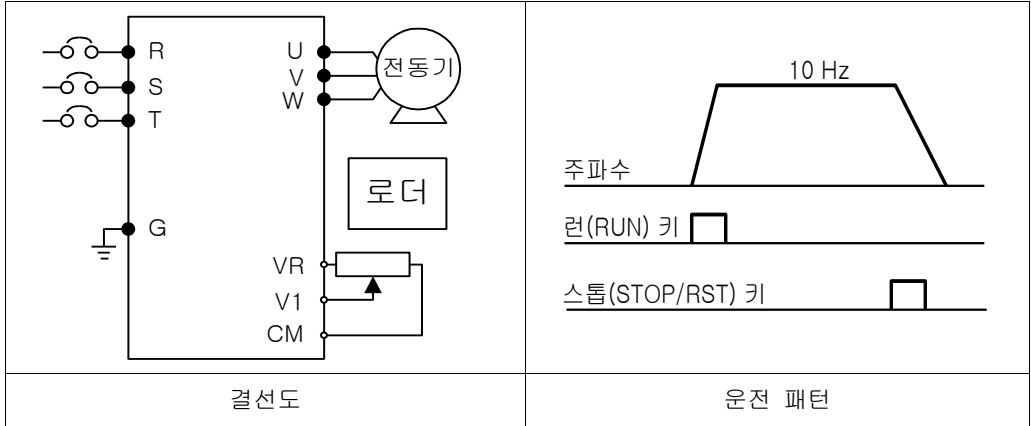 R
S
T
G
U
V
W
전동기
로더
VR
V1
CM
10 Hz
주파수
런(RUN) 키
스톱(STOP/RST) 키
결선도
운전 패턴